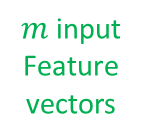 𝑚 input
Feature
vectors